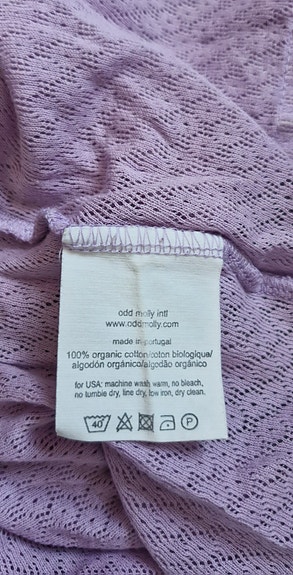 odd molly intl
www.oddmolly.com
made in portugal
100% organic cotton/coton biologique/
algodón orgánico/algodão orgánico
for USA: machine wash warm, no bleach,
no tumble dry, line dry, low iron, dry clean.
40 P